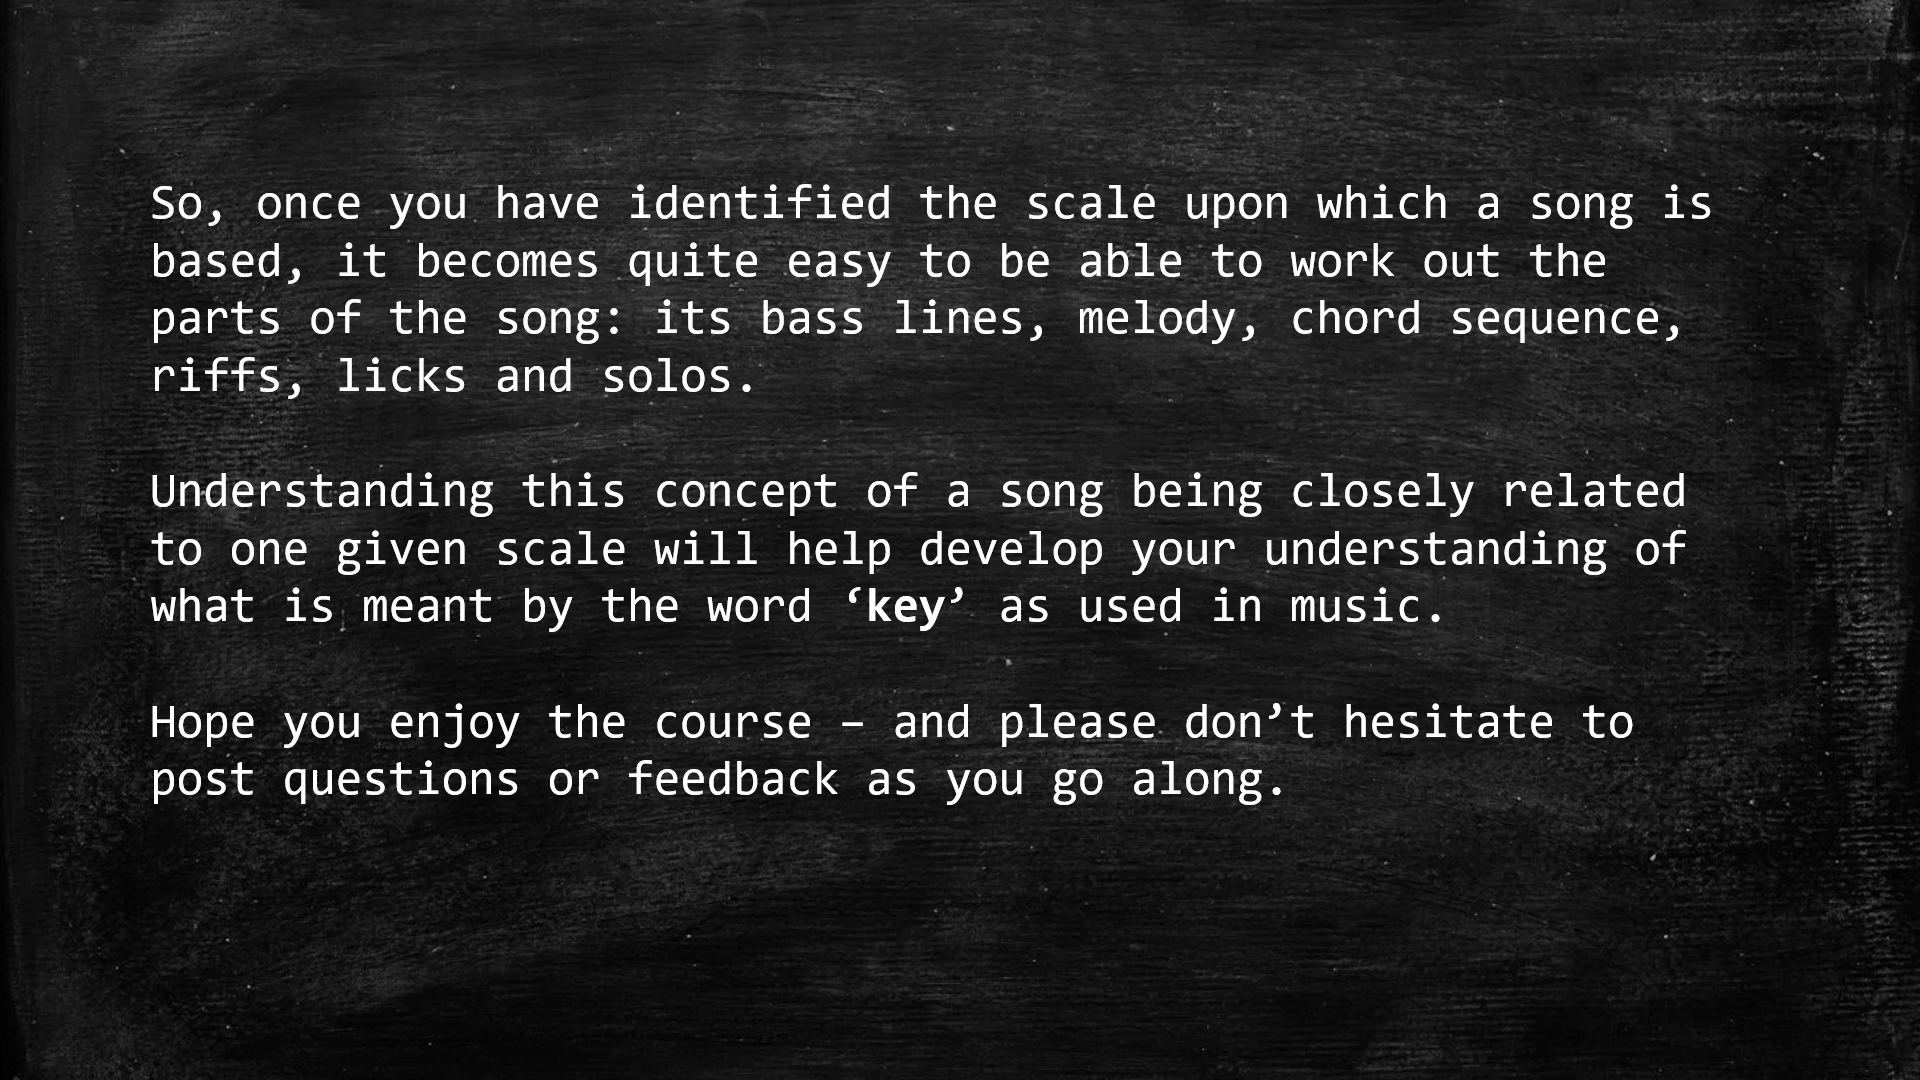 So, once you have identified the scale upon which a song is
based, it becomes quite easy to be able to work out the
parts of the song: its bass lines, melody, chord sequence,
riffs, licks and solos.
Understanding this concept of a song being closely related
to one given scale will help develop your understanding of
what is meant by the word ‘key’ as used in music.
Hope you enjoy the course – and please don’t hesitate to
post questions or feedback as you go along.